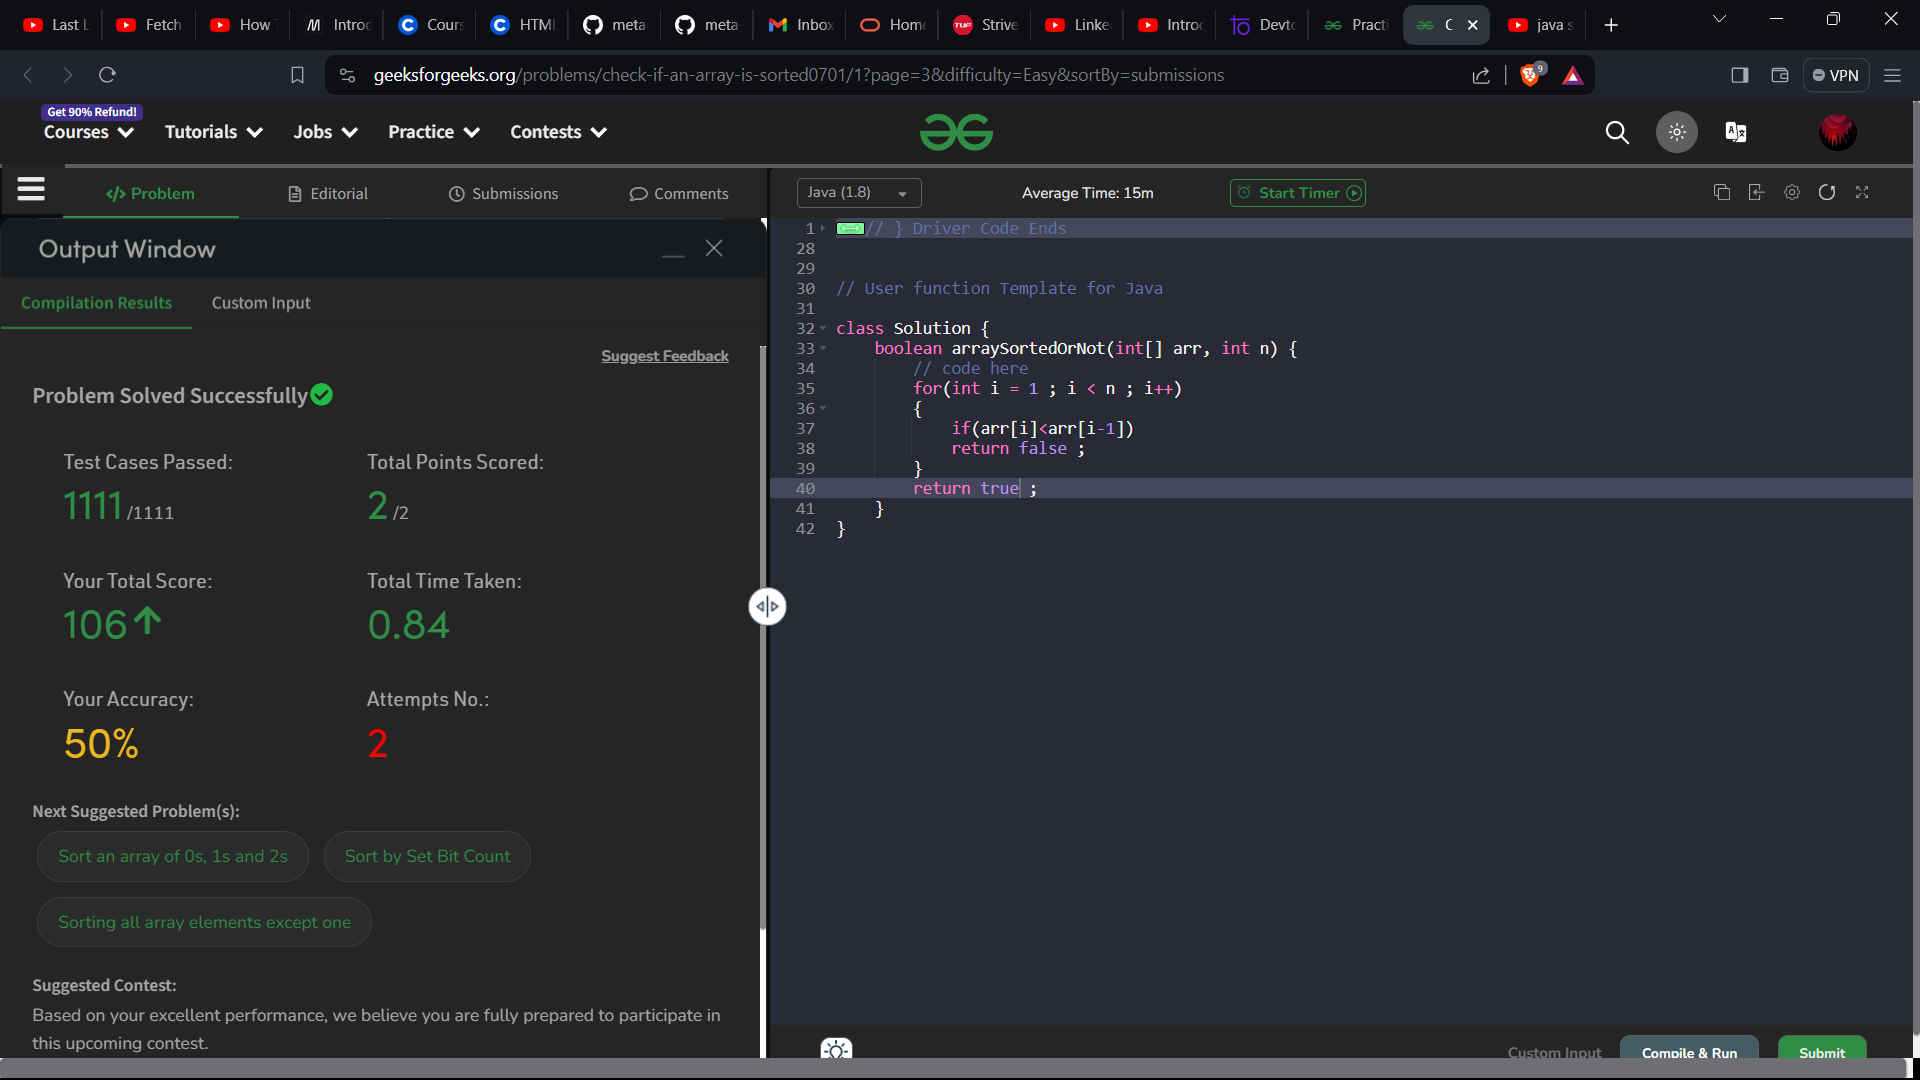 Last L
Fetch
How
Introd
Cours
HTML
meta
meta
Inbox
Home
Strive
Linke
Introd
Devto
Practi
C
java s
geeksforgeeks.org/problems/check-if-an-array-is-sorted0701/1?page=3&difficulty=Easy&sortBy=submissions
9
VPN
Get 90% Refund!
Courses
Tutorials
Jobs
Practice
Contests
</> Problem
Editorial
Submissions
Comments
Java (1.8)
Average Time: 15m
Start Timer
Output Window
Compilation Results
Custom Input
Suggest Feedback
Problem Solved Successfully
Test Cases Passed:
Total Points Scored:
1111 /1111
2 /2
Your Total Score:
Total Time Taken:
106
0.84
Your Accuracy:
Attempts No.:
50%
2
Next Suggested Problem(s):
Sort an array of 0s, 1s and 2s
Sort by Set Bit Count
Sorting all array elements except one
Suggested Contest:
Based on your excellent performance, we believe you are fully prepared to participate in
this upcoming contest.
1 // } Driver Code Ends
28
29
30 // User function Template for Java
31
32 class Solution {
33 boolean arraySortedOrNot(int[] arr, int n) {
34 // code here
35 for(int i = 1 ; i < n ; i++)
36 {
37 if(arr[i]<arr[i-1])
38 return false ;
39 }
40 return true ;
41 }
42 }
Custom Input
Compile & Run
Submit